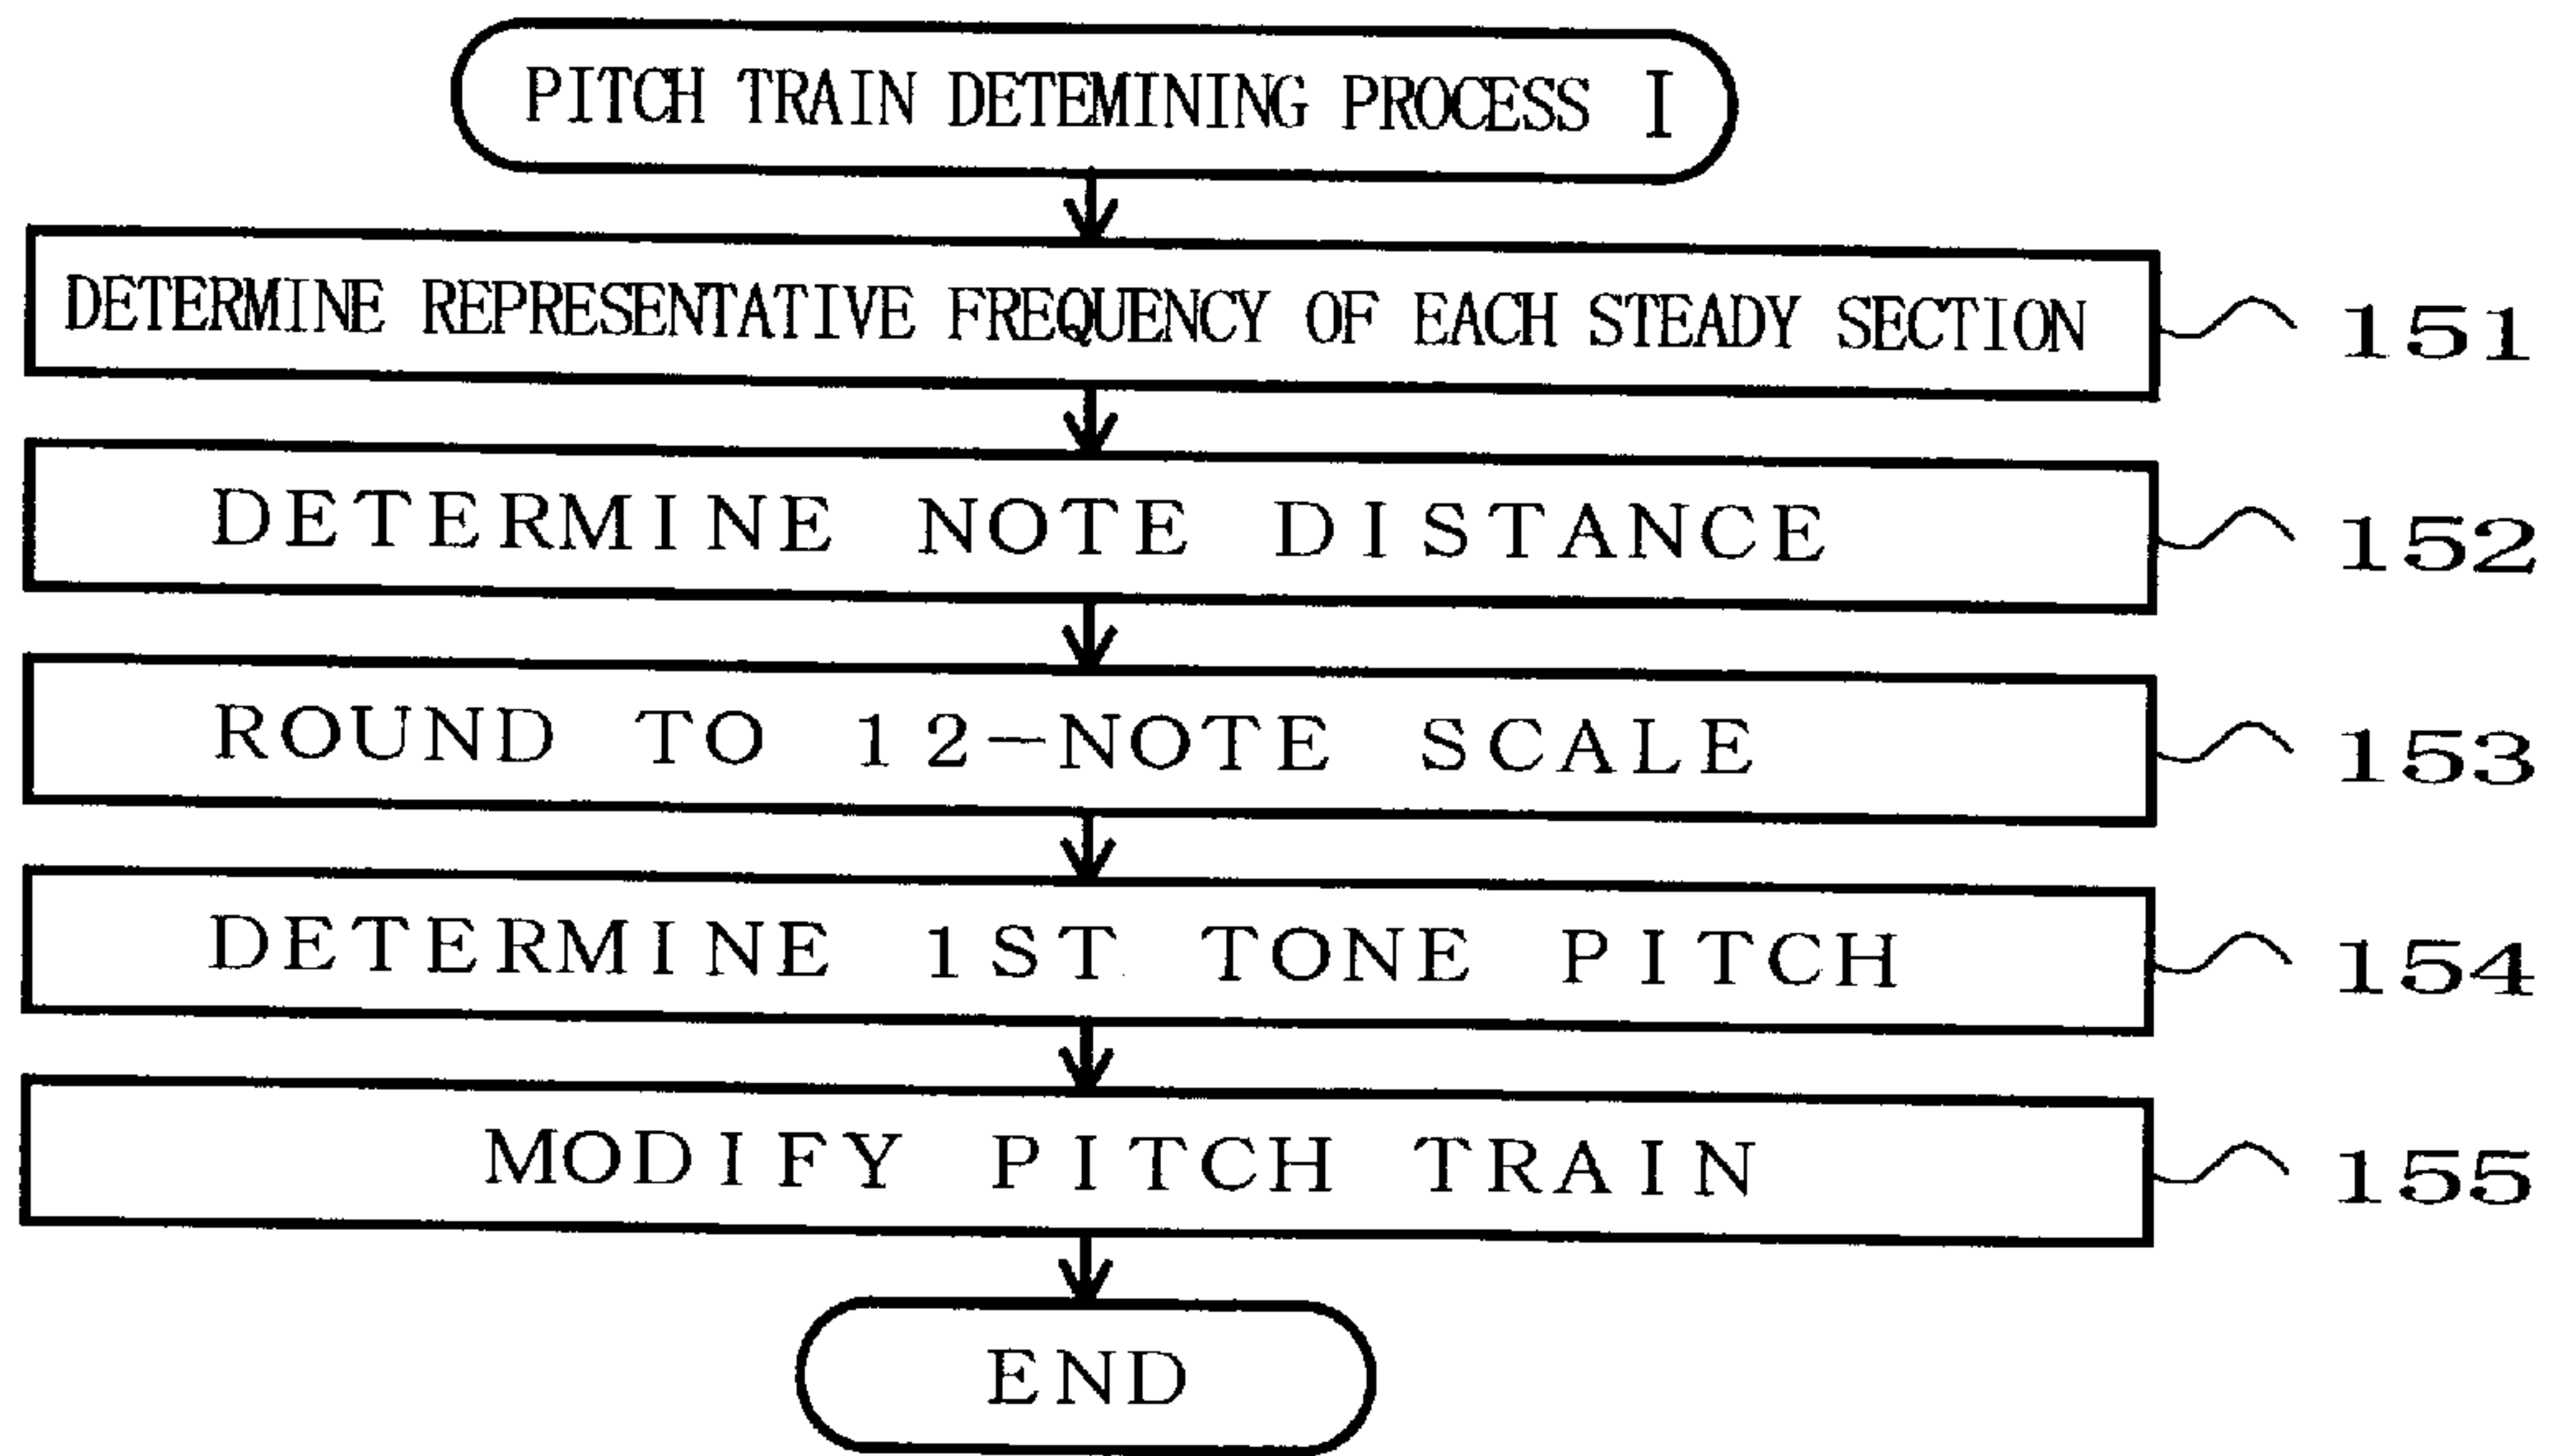 PITCH TRAIN DETEMINING PROCESS I
DETERMINE REPRESENTATIVE FREQUENCY OF EACH STEADY SECTION 151
DETERMINE NOTE DISTANCE 152
ROUND TO 12-NOTE SCALE 153
DETERMINE 1ST TONE PITCH 154
MODIFY PITCH TRAIN 155
END